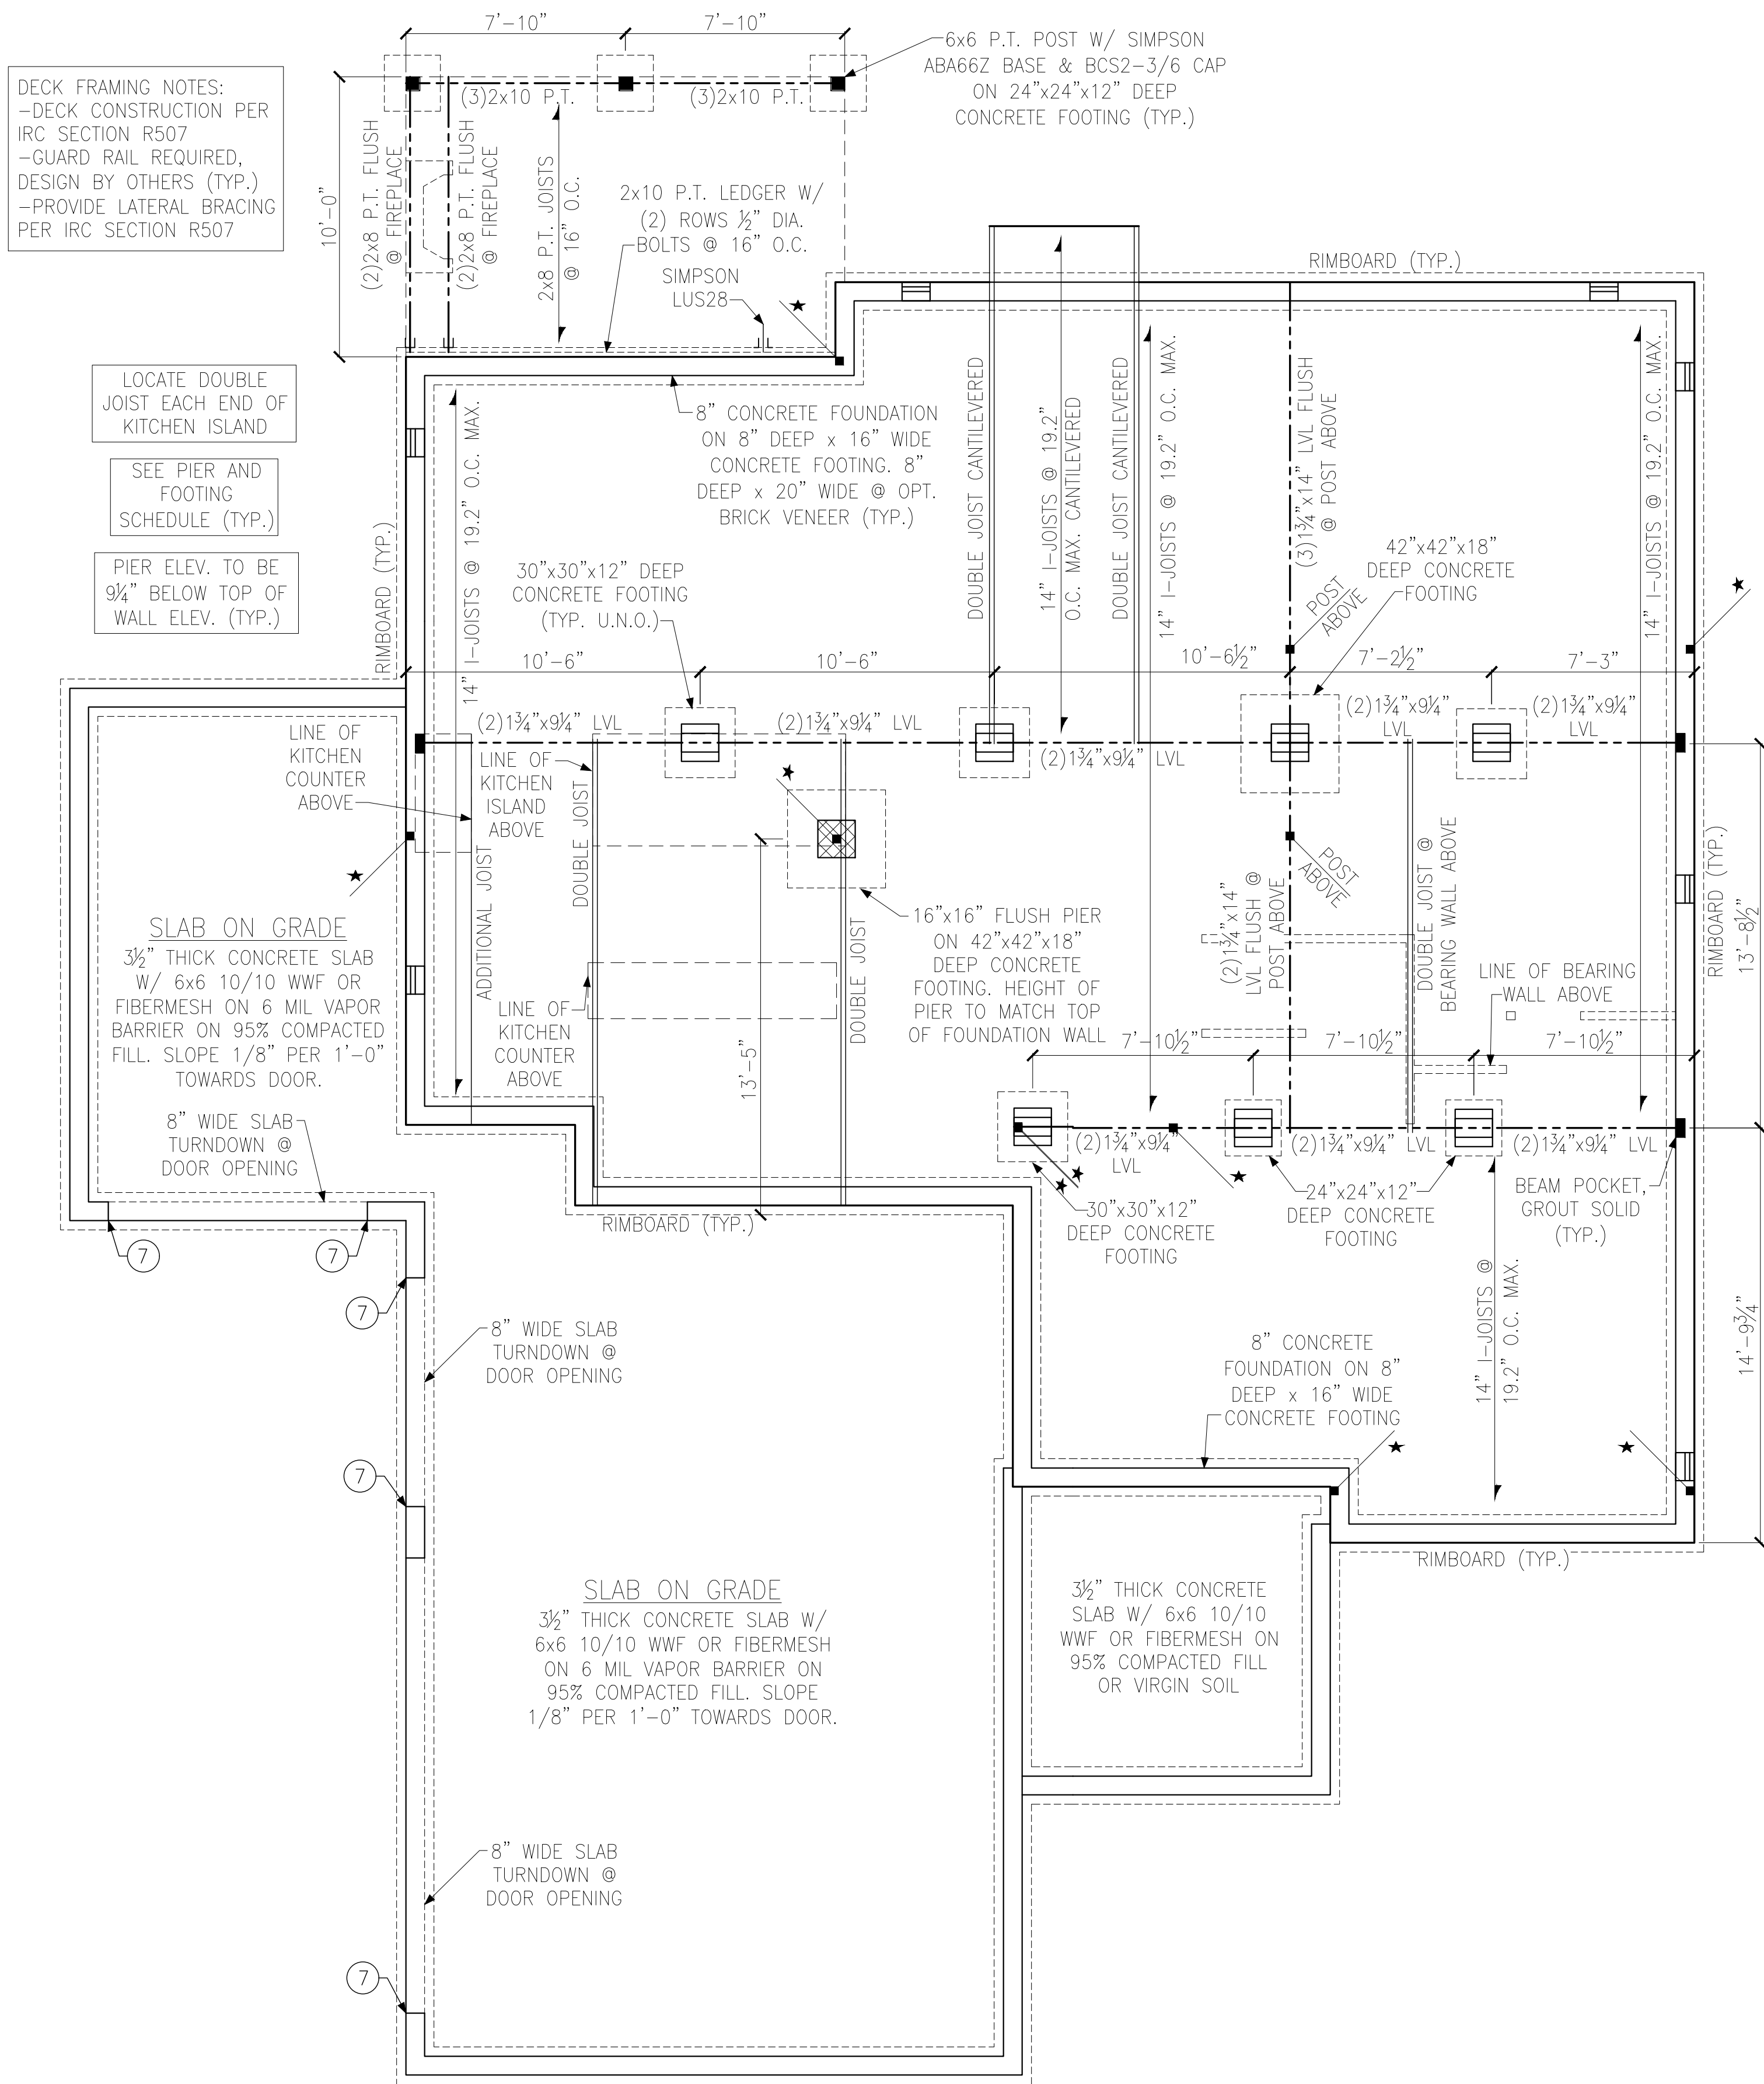 7'-10"
7'-10"
6x6 P.T. POST W/ SIMPSON
ABA66Z BASE & BCS2-3/6 CAP
ON 24"x24"x12" DEEP
CONCRETE FOOTING (TYP.)
DECK FRAMING NOTES:
-DECK CONSTRUCTION PER
IRC SECTION R507
-GUARD RAIL REQUIRED,
DESIGN BY OTHERS (TYP.)
-PROVIDE LATERAL BRACING
PER IRC SECTION R507
(3)2x10 P.T.
(3)2x10 P.T.
10'-0"
(2)2x8 P.T. FLUSH
@ FIREPLACE
(2)2x8 P.T. FLUSH
@ FIREPLACE
2x8 P.T. JOISTS
@ 16" O.C.
2x10 P.T. LEDGER W/
(2) ROWS ½" DIA.
BOLTS @ 16" O.C.
SIMPSON
LUS28
RIMBOARD (TYP.)
LOCATE DOUBLE
JOIST EACH END OF
KITCHEN ISLAND
SEE PIER AND
FOOTING
SCHEDULE (TYP.)
PIER ELEV. TO BE
9¼" BELOW TOP OF
WALL ELEV. (TYP.)
RIMBOARD (TYP.)
14" I-JOISTS @ 19.2" O.C. MAX.
8" CONCRETE FOUNDATION
ON 8" DEEP x 16" WIDE
CONCRETE FOOTING. 8"
DEEP x 20" WIDE @ OPT.
BRICK VENEER (TYP.)
DOUBLE JOIST CANTILEVERED
14" I-JOISTS @ 19.2"
O.C. MAX. CANTILEVERED
DOUBLE JOIST CANTILEVERED
14" I-JOISTS @ 19.2" O.C. MAX.
(3)1¾"x14" LVL FLUSH
@ POST ABOVE
14" I-JOISTS @ 19.2" O.C. MAX.
30"x30"x12" DEEP
CONCRETE FOOTING
(TYP. U.N.O.)
42"x42"x18"
DEEP CONCRETE
FOOTING
POST
ABOVE
10'-6"
10'-6"
10'-6½"
7'-2½"
7'-3"
(2)1¾"x9¼" LVL
(2)1¾"x9¼" LVL
(2)1¾"x9¼" LVL
(2)1¾"x9¼"
LVL
(2)1¾"x9¼"
LVL
LINE OF
KITCHEN
COUNTER
ABOVE
LINE OF
KITCHEN
ISLAND
ABOVE
ADDITIONAL JOIST
DOUBLE JOIST
DOUBLE JOIST
POST
ABOVE
(2)1¾"x14"
LVL FLUSH @
POST ABOVE
DOUBLE JOIST @
BEARING WALL ABOVE
RIMBOARD (TYP.)
13'-8½"
SLAB ON GRADE
3½" THICK CONCRETE SLAB
W/ 6x6 10/10 WWF OR
FIBERMESH ON 6 MIL VAPOR
BARRIER ON 95% COMPACTED
FILL. SLOPE 1/8" PER 1'-0"
TOWARDS DOOR.
16"x16" FLUSH PIER
ON 42"x42"x18"
DEEP CONCRETE
FOOTING. HEIGHT OF
PIER TO MATCH TOP
OF FOUNDATION WALL
LINE OF BEARING
WALL ABOVE
LINE OF
KITCHEN
COUNTER
ABOVE
13'-5"
7'-10½"
7'-10½"
7'-10½"
8" WIDE SLAB
TURNDOWN @
DOOR OPENING
(2)1¾"x9¼"
LVL
(2)1¾"x9¼" LVL
(2)1¾"x9¼" LVL
30"x30"x12"
DEEP CONCRETE
FOOTING
24"x24"x12"
DEEP CONCRETE
FOOTING
BEAM POCKET,
GROUT SOLID
(TYP.)
RIMBOARD (TYP.)
7
7
7
8" WIDE SLAB
TURNDOWN @
DOOR OPENING
14" I-JOISTS @
19.2" O.C. MAX.
14'-9¾"
8" CONCRETE
FOUNDATION ON 8"
DEEP x 16" WIDE
CONCRETE FOOTING
7
RIMBOARD (TYP.)
SLAB ON GRADE
3½" THICK CONCRETE SLAB W/
6x6 10/10 WWF OR FIBERMESH
ON 6 MIL VAPOR BARRIER ON
95% COMPACTED FILL. SLOPE
1/8" PER 1'-0" TOWARDS DOOR.
3½" THICK CONCRETE
SLAB W/ 6x6 10/10
WWF OR FIBERMESH ON
95% COMPACTED FILL
OR VIRGIN SOIL
8" WIDE SLAB
TURNDOWN @
DOOR OPENING
7